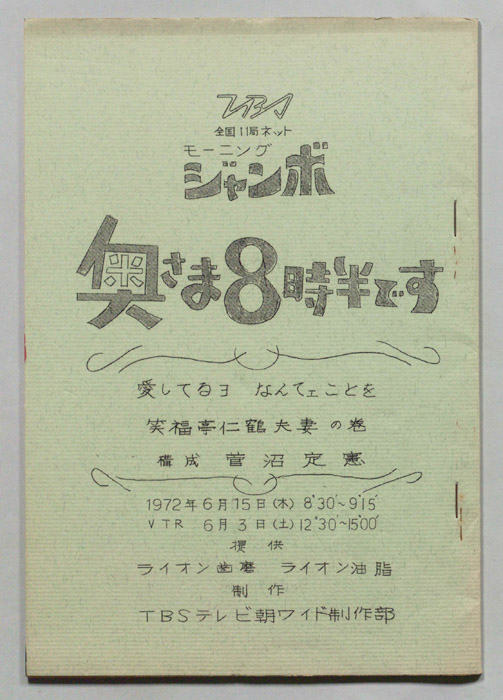 TBS
全国11局ネット
モーニング
ジャンボ
奥さま8時半です
愛してるヨ なんてェことを
笑福亭仁鶴夫妻の巻
構成 菅沼定憲
1972年6月15日(木) 8°30'~9°15'
VTR 6月3日(土) 12°30'~15°00'
提供
ライオン歯磨 ライオン油脂
制作
TBSテレビ朝ワイド制作部